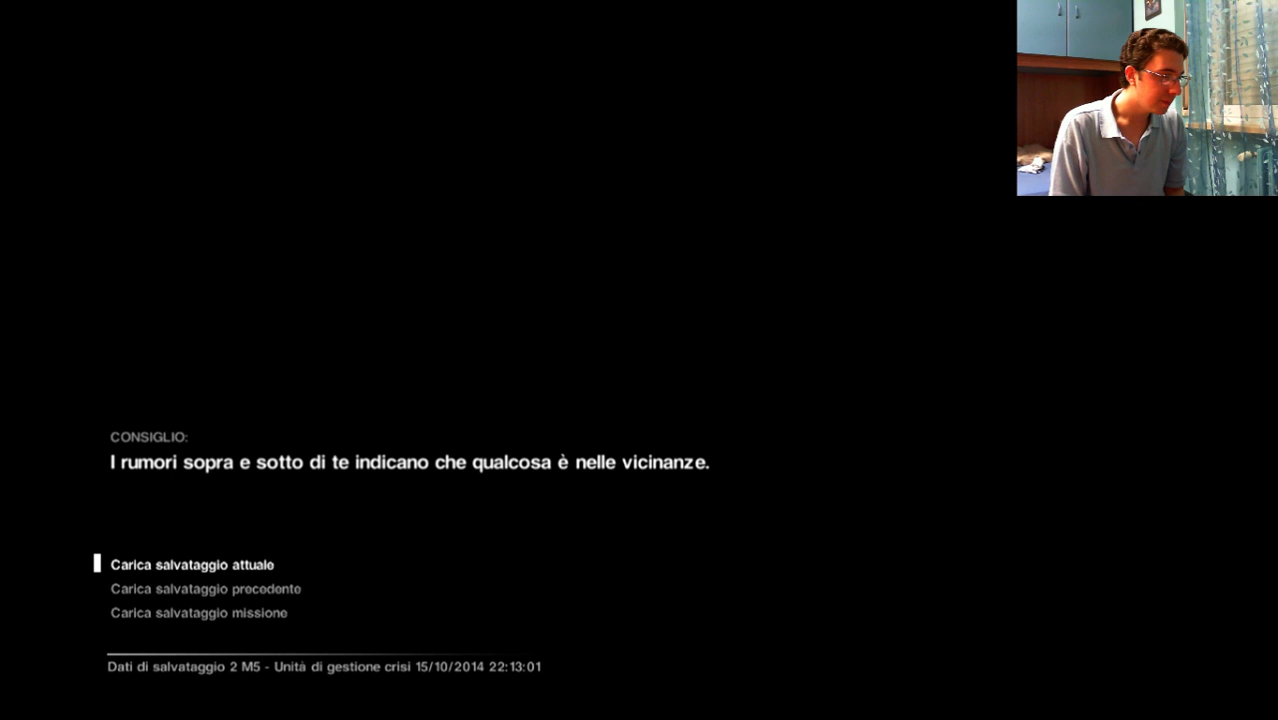 CONSIGLIO:
I rumori sopra e sotto di te indicano che qualcosa è nelle vicinanze.
Carica salvataggio attuale
Carica salvataggio precedente
Carica salvataggio missione
Dati di salvataggio 2 M5 - Unità di gestione crisi 15/10/2014 22:13:01